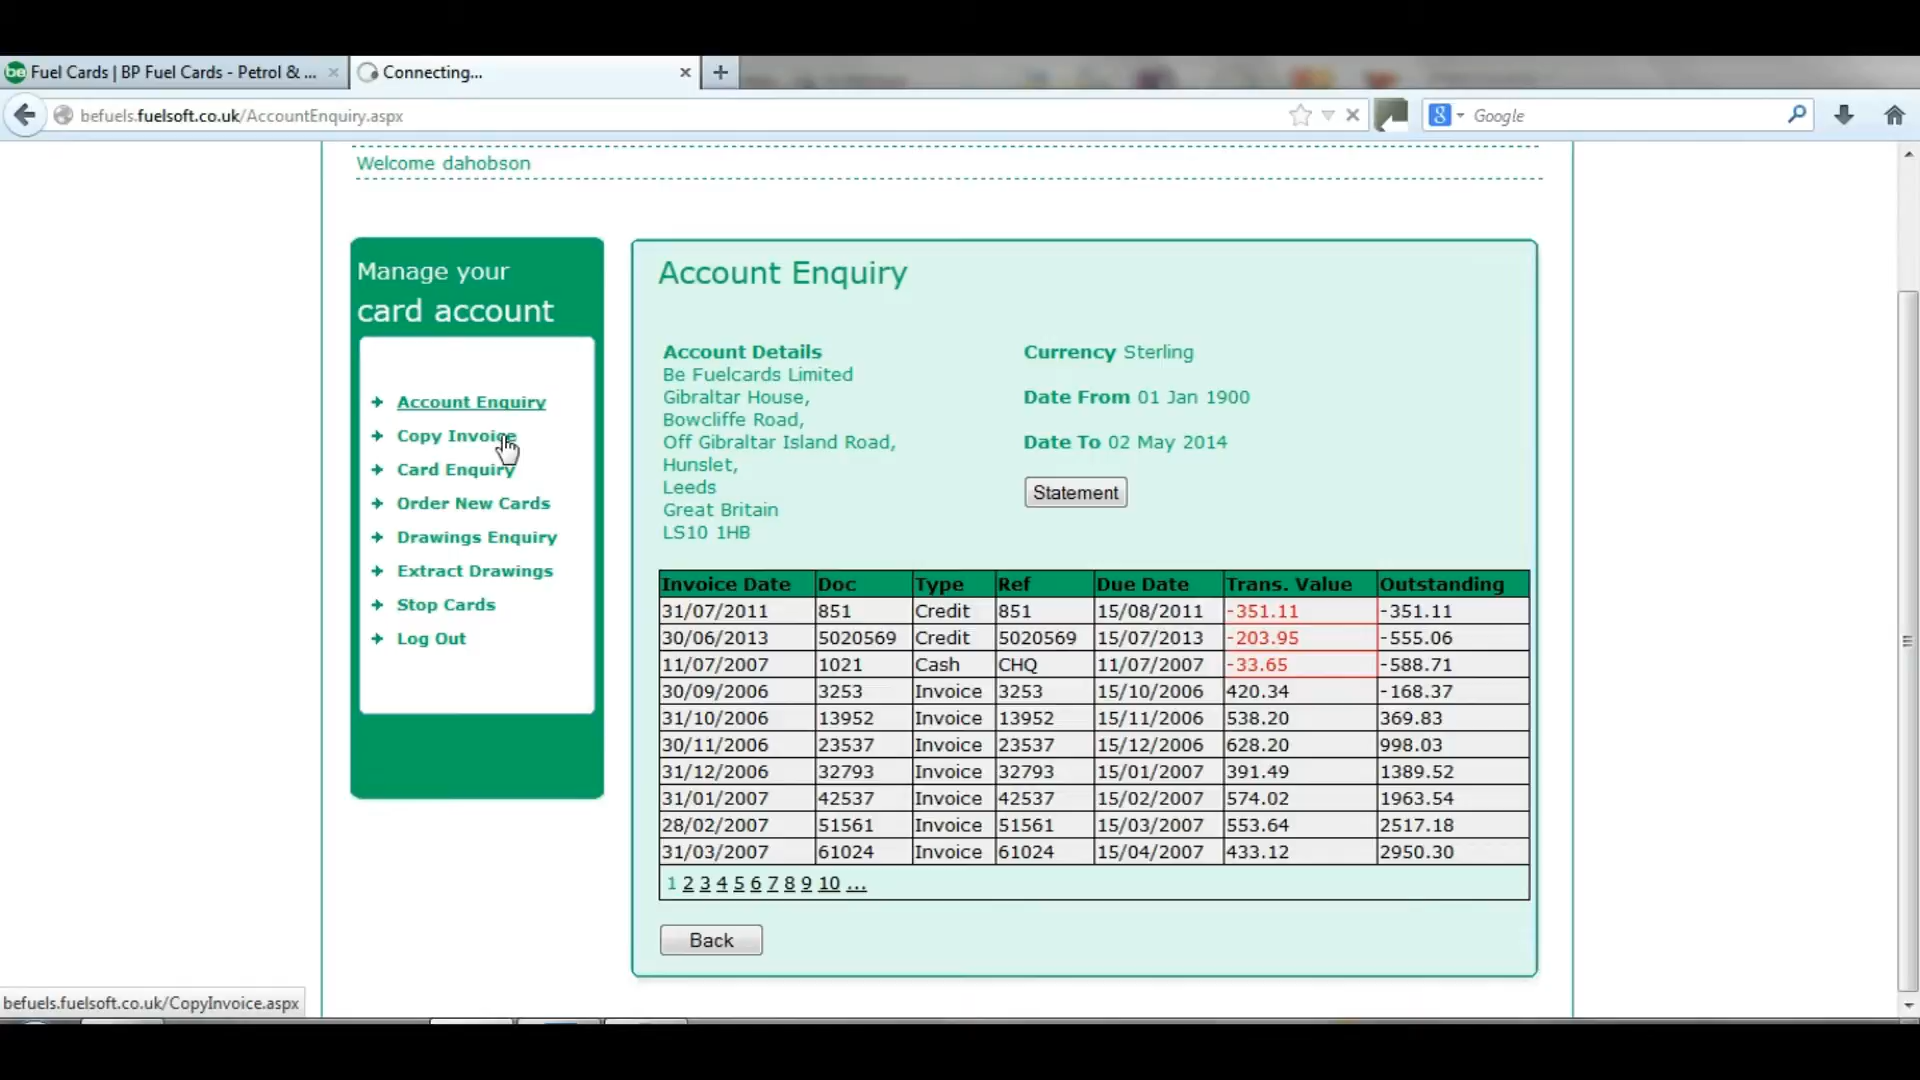 be Fuel Cards | BP Fuel Cards - Petrol & ...
Connecting...
befuels.fuelsoft.co.uk/AccountEnquiry.aspx
Google
Welcome dahobson
Manage your
card account
Account Enquiry
Copy Invoice
Card Enquiry
Order New Cards
Drawings Enquiry
Extract Drawings
Stop Cards
Log Out
Account Enquiry
Account Details
Be Fuelcards Limited
Gibraltar House,
Bowcliffe Road,
Off Gibraltar Island Road,
Hunslet,
Leeds
Great Britain
LS10 1HB
Currency Sterling
Date From 01 Jan 1900
Date To 02 May 2014
Statement
Invoice Date Doc Type Ref Due Date Trans. Value Outstanding
31/07/2011 851 Credit 851 15/08/2011 -351.11 -351.11
30/06/2013 5020569 Credit 5020569 15/07/2013 -203.95 -555.06
11/07/2007 1021 Cash CHQ 11/07/2007 -33.65 -588.71
30/09/2006 3253 Invoice 3253 15/10/2006 420.34 -168.37
31/10/2006 13952 Invoice 13952 15/11/2006 538.20 369.83
30/11/2006 23537 Invoice 23537 15/12/2006 628.20 998.03
31/12/2006 32793 Invoice 32793 15/01/2007 391.49 1389.52
31/01/2007 42537 Invoice 42537 15/02/2007 574.02 1963.54
28/02/2007 51561 Invoice 51561 15/03/2007 553.64 2517.18
31/03/2007 61024 Invoice 61024 15/04/2007 433.12 2950.30
1 2 3 4 5 6 7 8 9 10 ...
Back
befuels.fuelsoft.co.uk/CopyInvoice.aspx